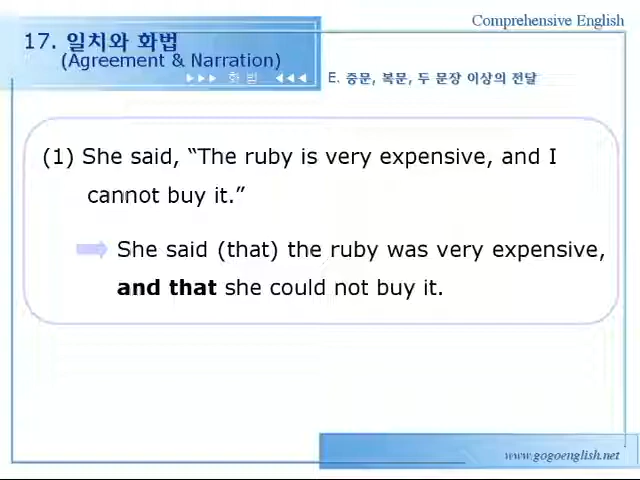 Comprehensive English
17. 일치와 화법
(Agreement & Narration)
▶▶▶ 화 법 ◀◀◀
E. 중문, 복문, 두 문장 이상의 전달
(1) She said, “The ruby is very expensive, and I
cannot buy it.”
She said (that) the ruby was very expensive,
and that she could not buy it.
www.gogoenglish.net